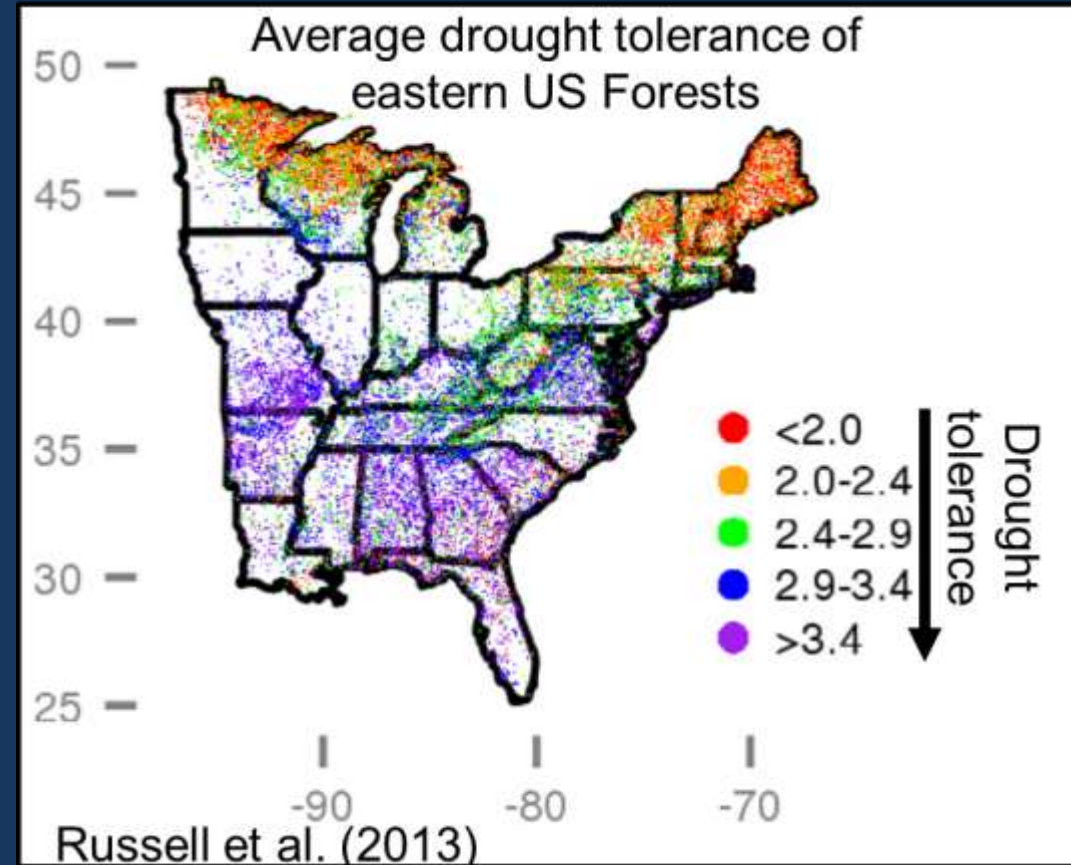 Average drought tolerance of
eastern US Forests
50
45
40
35
30
25
-90
-80
-70
<2.0
2.0-2.4
2.4-2.9
2.9-3.4
>3.4
Drought
tolerance
Russell et al. (2013)